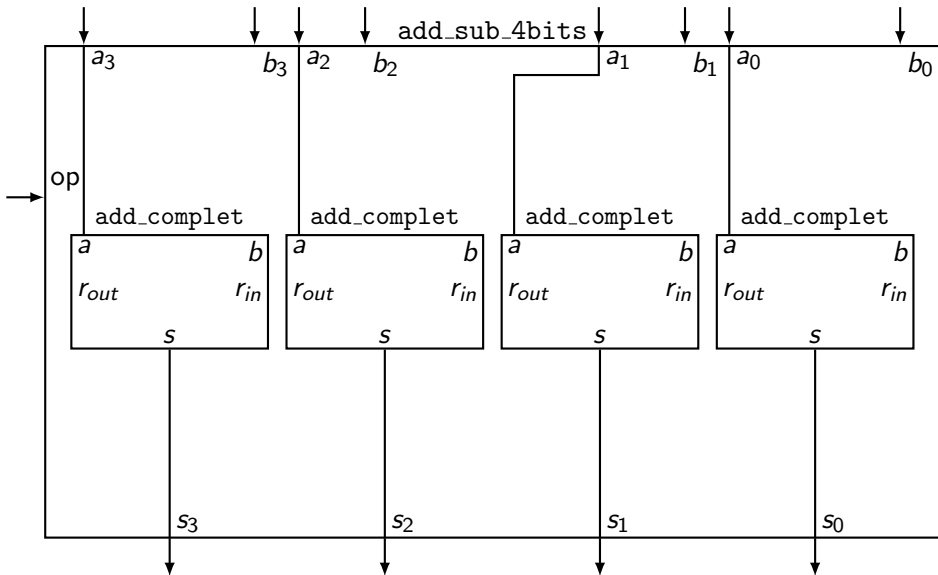 add_sub_4bits
a3 b3 a2 b2 a1 b1 a0 b0
op
add_complet add_complet add_complet add_complet
a b a b a b a b
rout rin rout rin rout rin rout rin
s s s s
s3 s2 s1 s0